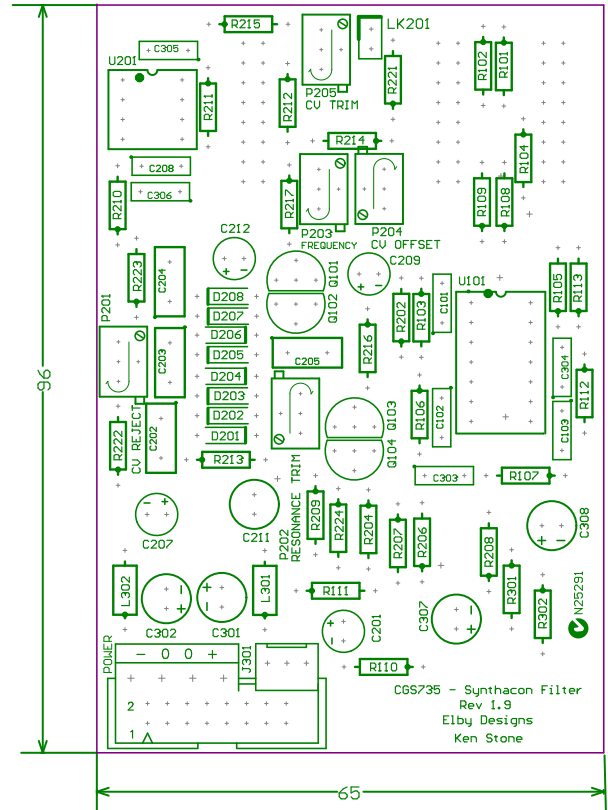 R215
LK201
C305
U201
R211
R212
P205
CV TRIM
R221
R102
R101
R214
R104
C208
C306
R210
R217
P203
FREQUENCY
P204
CV OFFSET
R109
R108
C212
R223
C204
Q101
Q102
C209
U101
D208
D207
D206
D205
D204
D203
D202
D201
R202
R103
C101
R105
R113
P201
C203
C205
R216
C304
R112
CV REJECT
C202
R222
R213
P202
RESONANCE TRIM
Q103
Q104
R106
C102
C103
C303
R107
C207
C211
R209
R224
R204
R207
R206
R208
C308
L302
C302
C301
L301
R111
C201
C307
R301
R302
N25291
R110
POWER
- 0 0 +
J301
2
1
CGS735 - Synthacon Filter
Rev 1.9
Elby Designs
Ken Stone
96
65